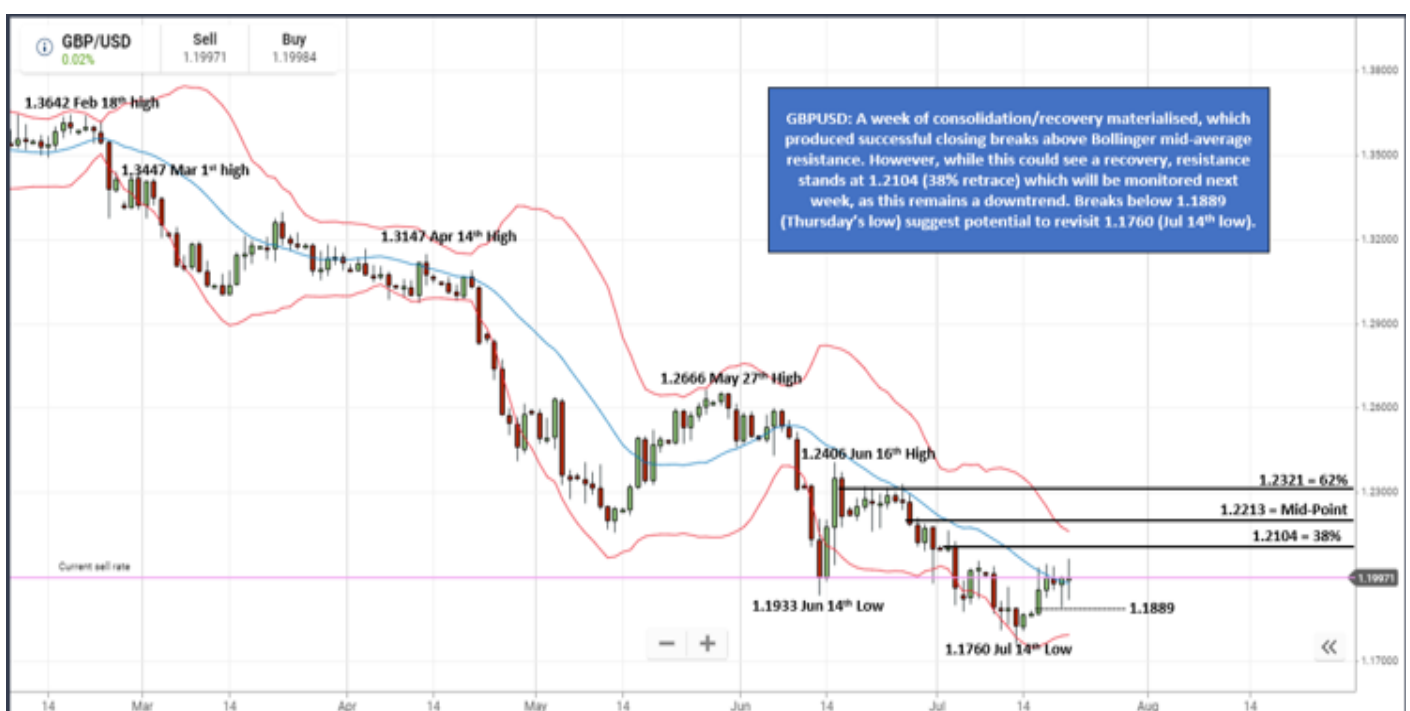 GBP/USD
0.02%
Sell
1.19971
Buy
1.19984
1.38000
1.3642 Feb 18th high
GBPUSD: A week of consolidation/recovery materialised, which
produced successful closing breaks above Bollinger mid-average
resistance. However, while this could see a recovery, resistance
stands at 1.2104 (38% retrace) which will be monitored next
week, as this remains a downtrend. Breaks below 1.1889
(Thursday's low) suggest potential to revisit 1.1760 (Jul 14th low).
1.35000
1.3447 Mar 1st high
1.3147 Apr 14th High
1.32000
1.29000
1.2666 May 27th High
1.26000
1.2406 Jun 16th High
1.2321 = 62%
1.23000
1.2213 = Mid-Point
1.2104 = 38%
Current sell rate
1.19971
1.1933 Jun 14th Low
1.1889
1.1760 Jul 14th Low
1.17000
14 Mar 14 Apr 14 May 14 Jun 14 Jul 14 Aug 14